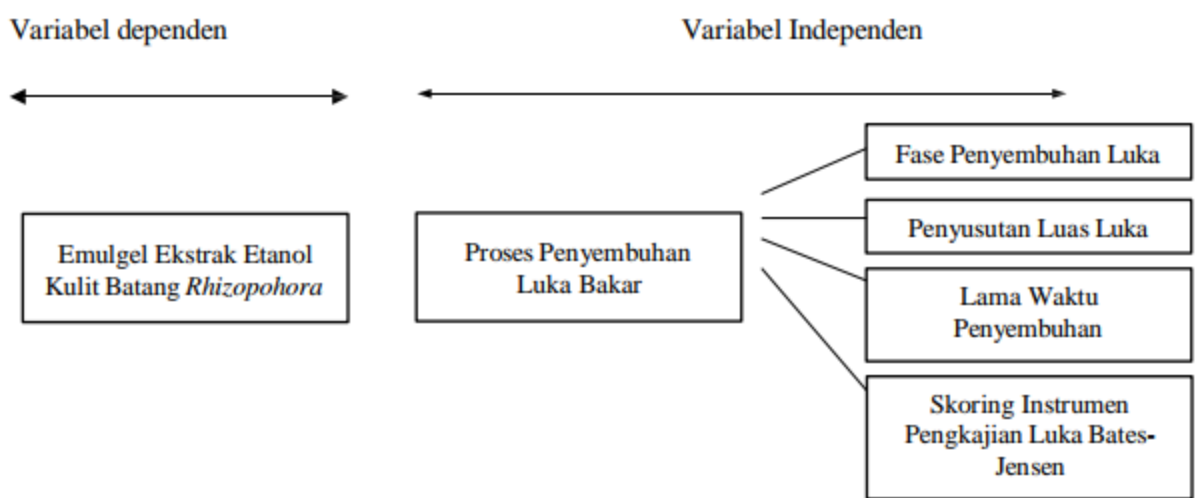 Variabel dependen
Variabel Independen
Emulgel Ekstrak Etanol
Kulit Batang Rhizopohora
Proses Penyembuhan
Luka Bakar
Fase Penyembuhan Luka
Penyusutan Luas Luka
Lama Waktu
Penyembuhan
Skoring Instrumen
Pengkajian Luka Bates-
Jensen